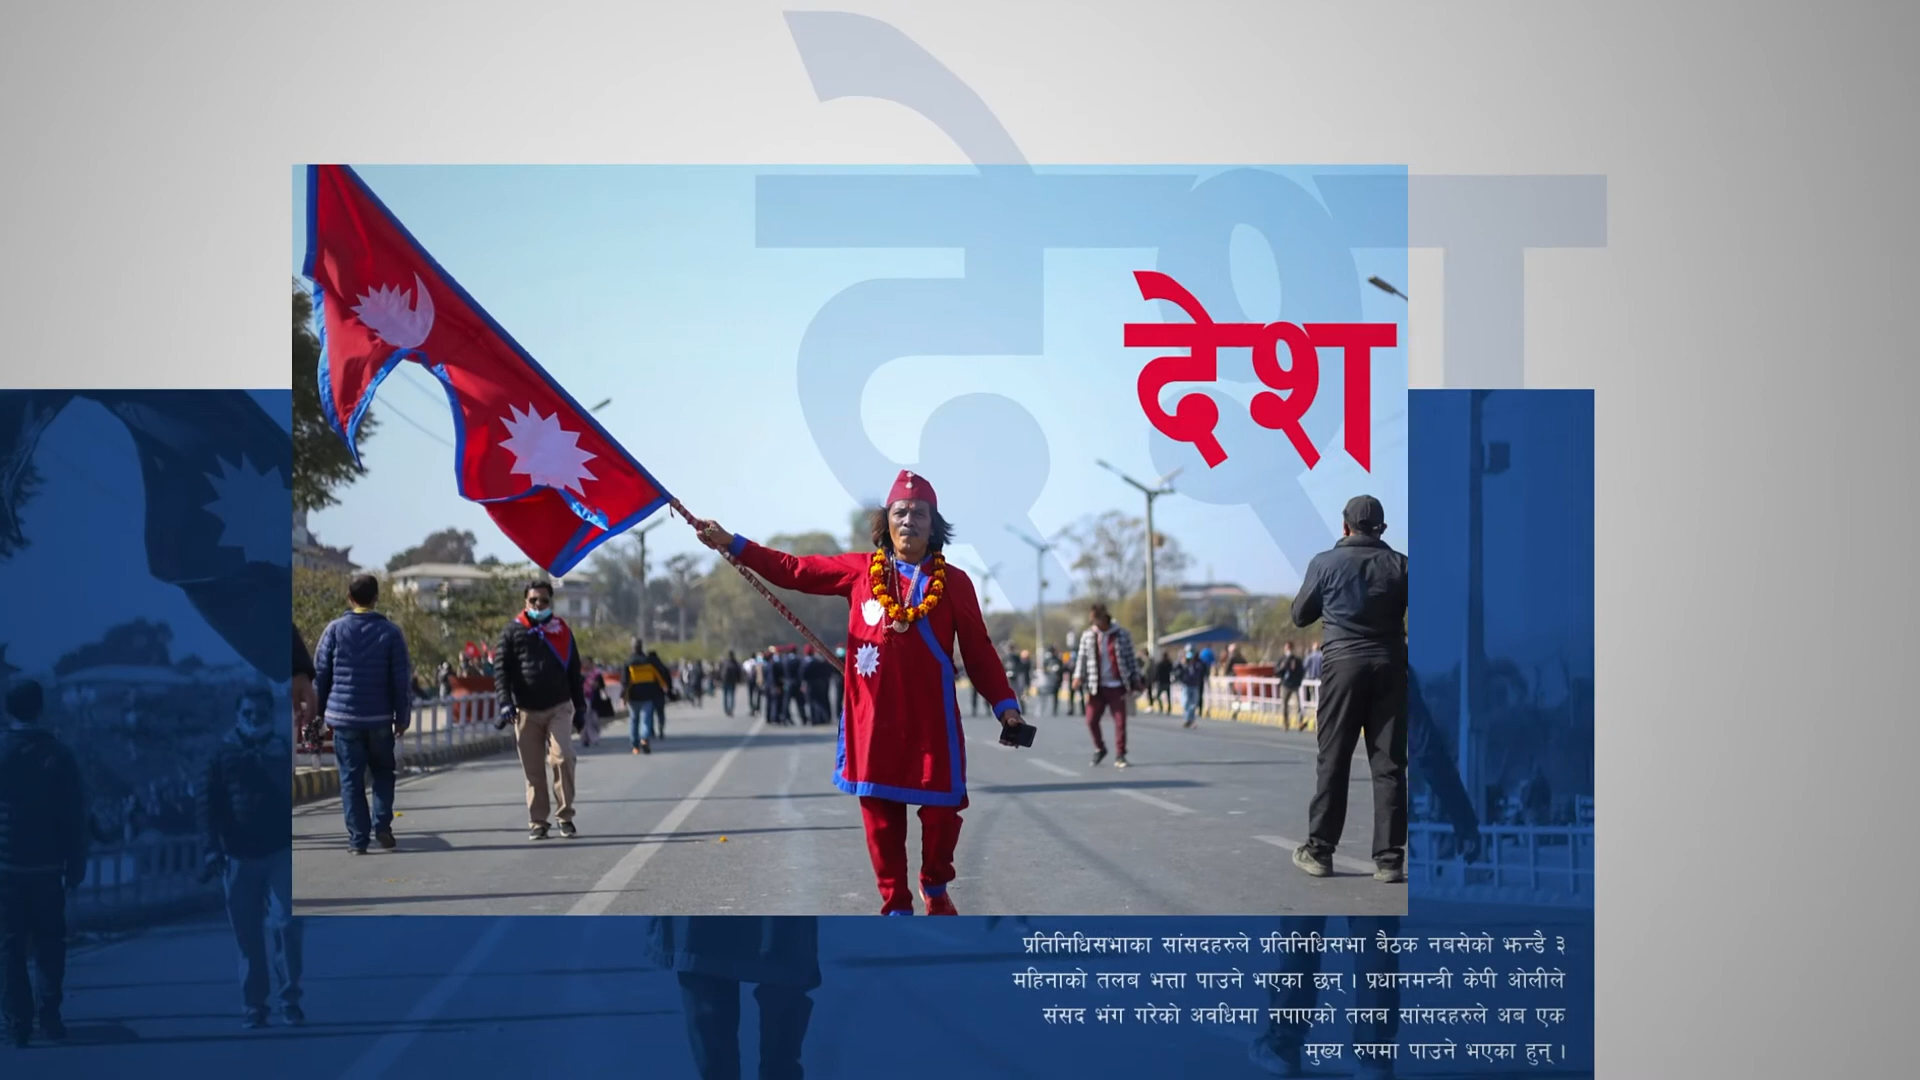 देश
देश
प्रतिनिधिसभाका सांसदहरुले प्रतिनिधिसभा बैठक नबसेको झन्डै ३
महिनाको तलब भत्ता पाउने भएका छन् । प्रधानमन्त्री केपी ओलीले
संसद भंग गरेको अवधिमा नपाएको तलब सांसदहरुले अब एक
मुख्य रुपमा पाउने भएका हुन् ।